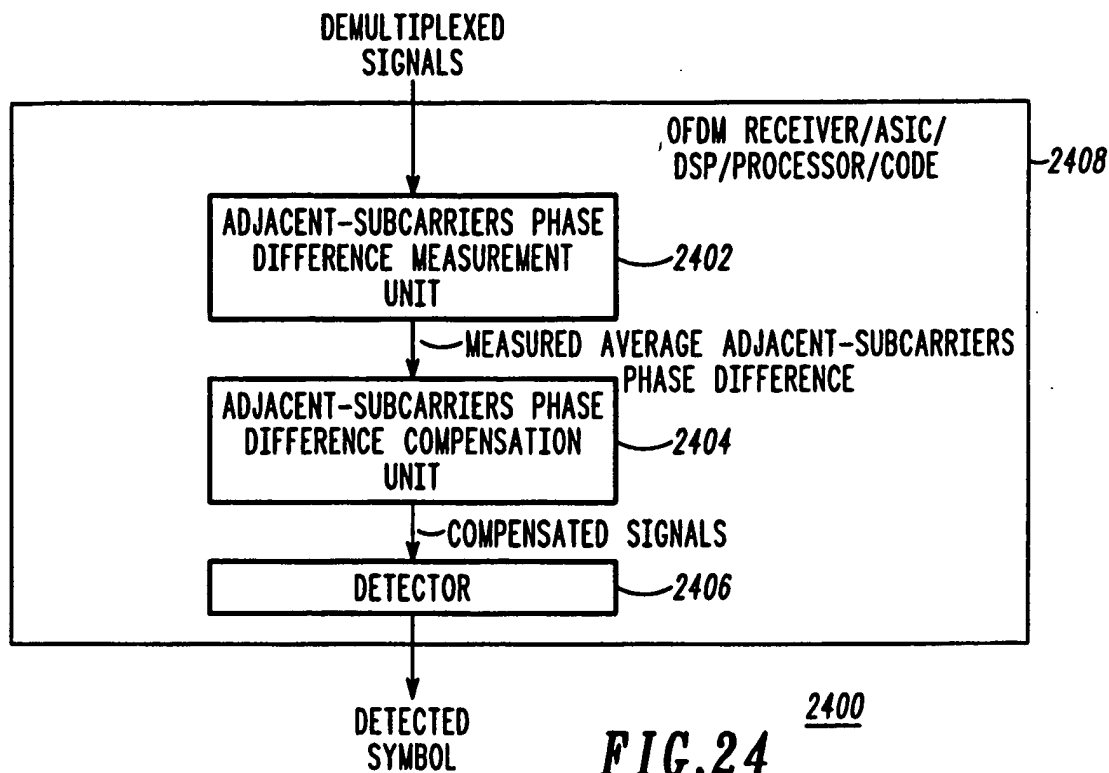 DEMULTIPLEXED
SIGNALS
OFDM RECEIVER/ASIC/
DSP/PROCESSOR/CODE
2408
ADJACENT-SUBCARRIERS PHASE
DIFFERENCE MEASUREMENT
UNIT
2402
MEASURED AVERAGE ADJACENT-SUBCARRIERS
PHASE DIFFERENCE
ADJACENT-SUBCARRIERS PHASE
DIFFERENCE COMPENSATION
UNIT
2404
COMPENSATED SIGNALS
DETECTOR
2406
DETECTED
SYMBOL
2400
FIG.24